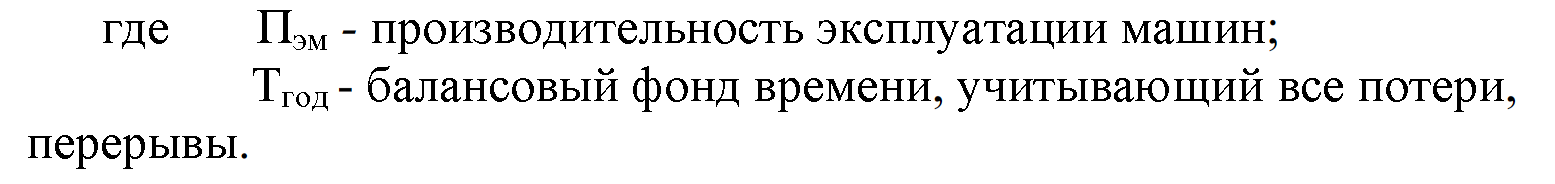 где Пэм - производительность эксплуатации машин;
Тгод - балансовый фонд времени, учитывающий все потери,
перерывы.